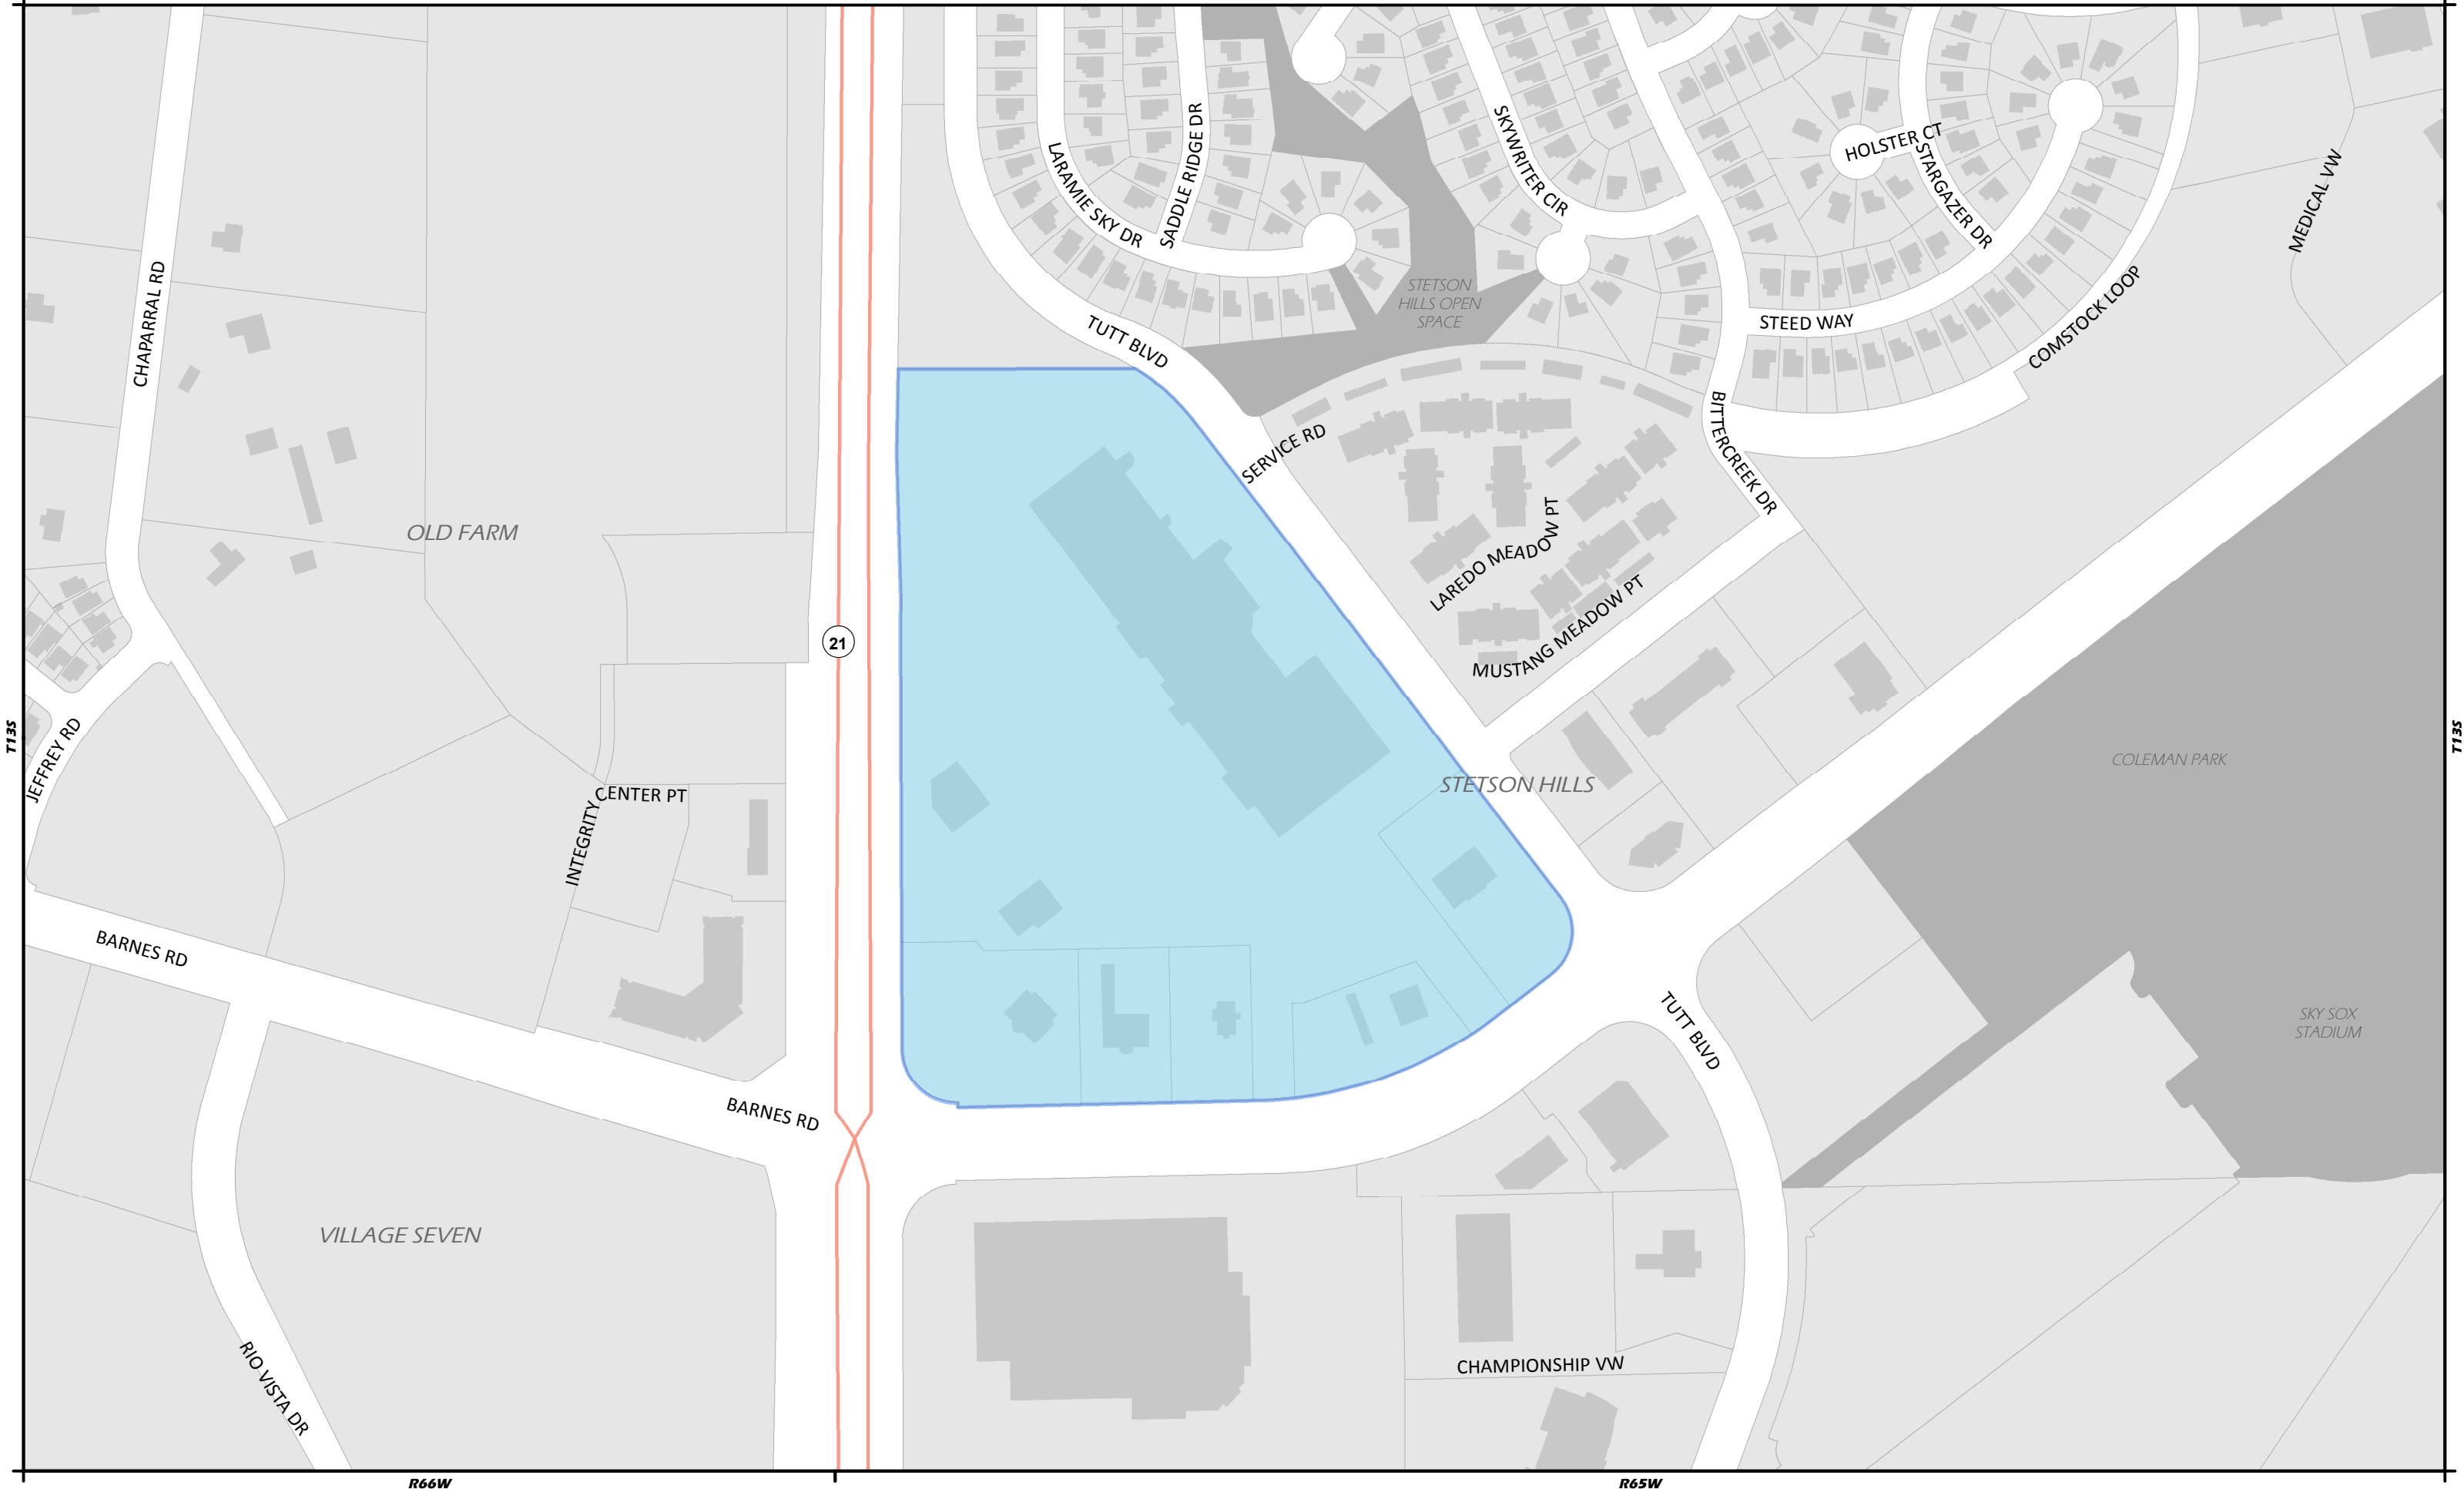 SADDLE RIDGE DR
SKYWRITER CIR
HOLSTER CT
LARAMIE SKY DR
STARGAZER DR
MEDICAL VW
CHAPARRAL RD
STETSON
HILLS OPEN
SPACE
TUTT BLVD
STEED WAY
COMSTOCK LOOP
SERVICE RD
BITTERCREEK DR
OLD FARM
LAREDO MEADOW PT
21
MUSTANG MEADOW PT
T13S
T13S
JEFFREY RD
COLEMAN PARK
STETSON HILLS
INTEGRITY CENTER PT
BARNES RD
SKY SOX
STADIUM
TUTT BLVD
BARNES RD
VILLAGE SEVEN
CHAMPIONSHIP VW
RIO VISTA DR
R66W
R65W